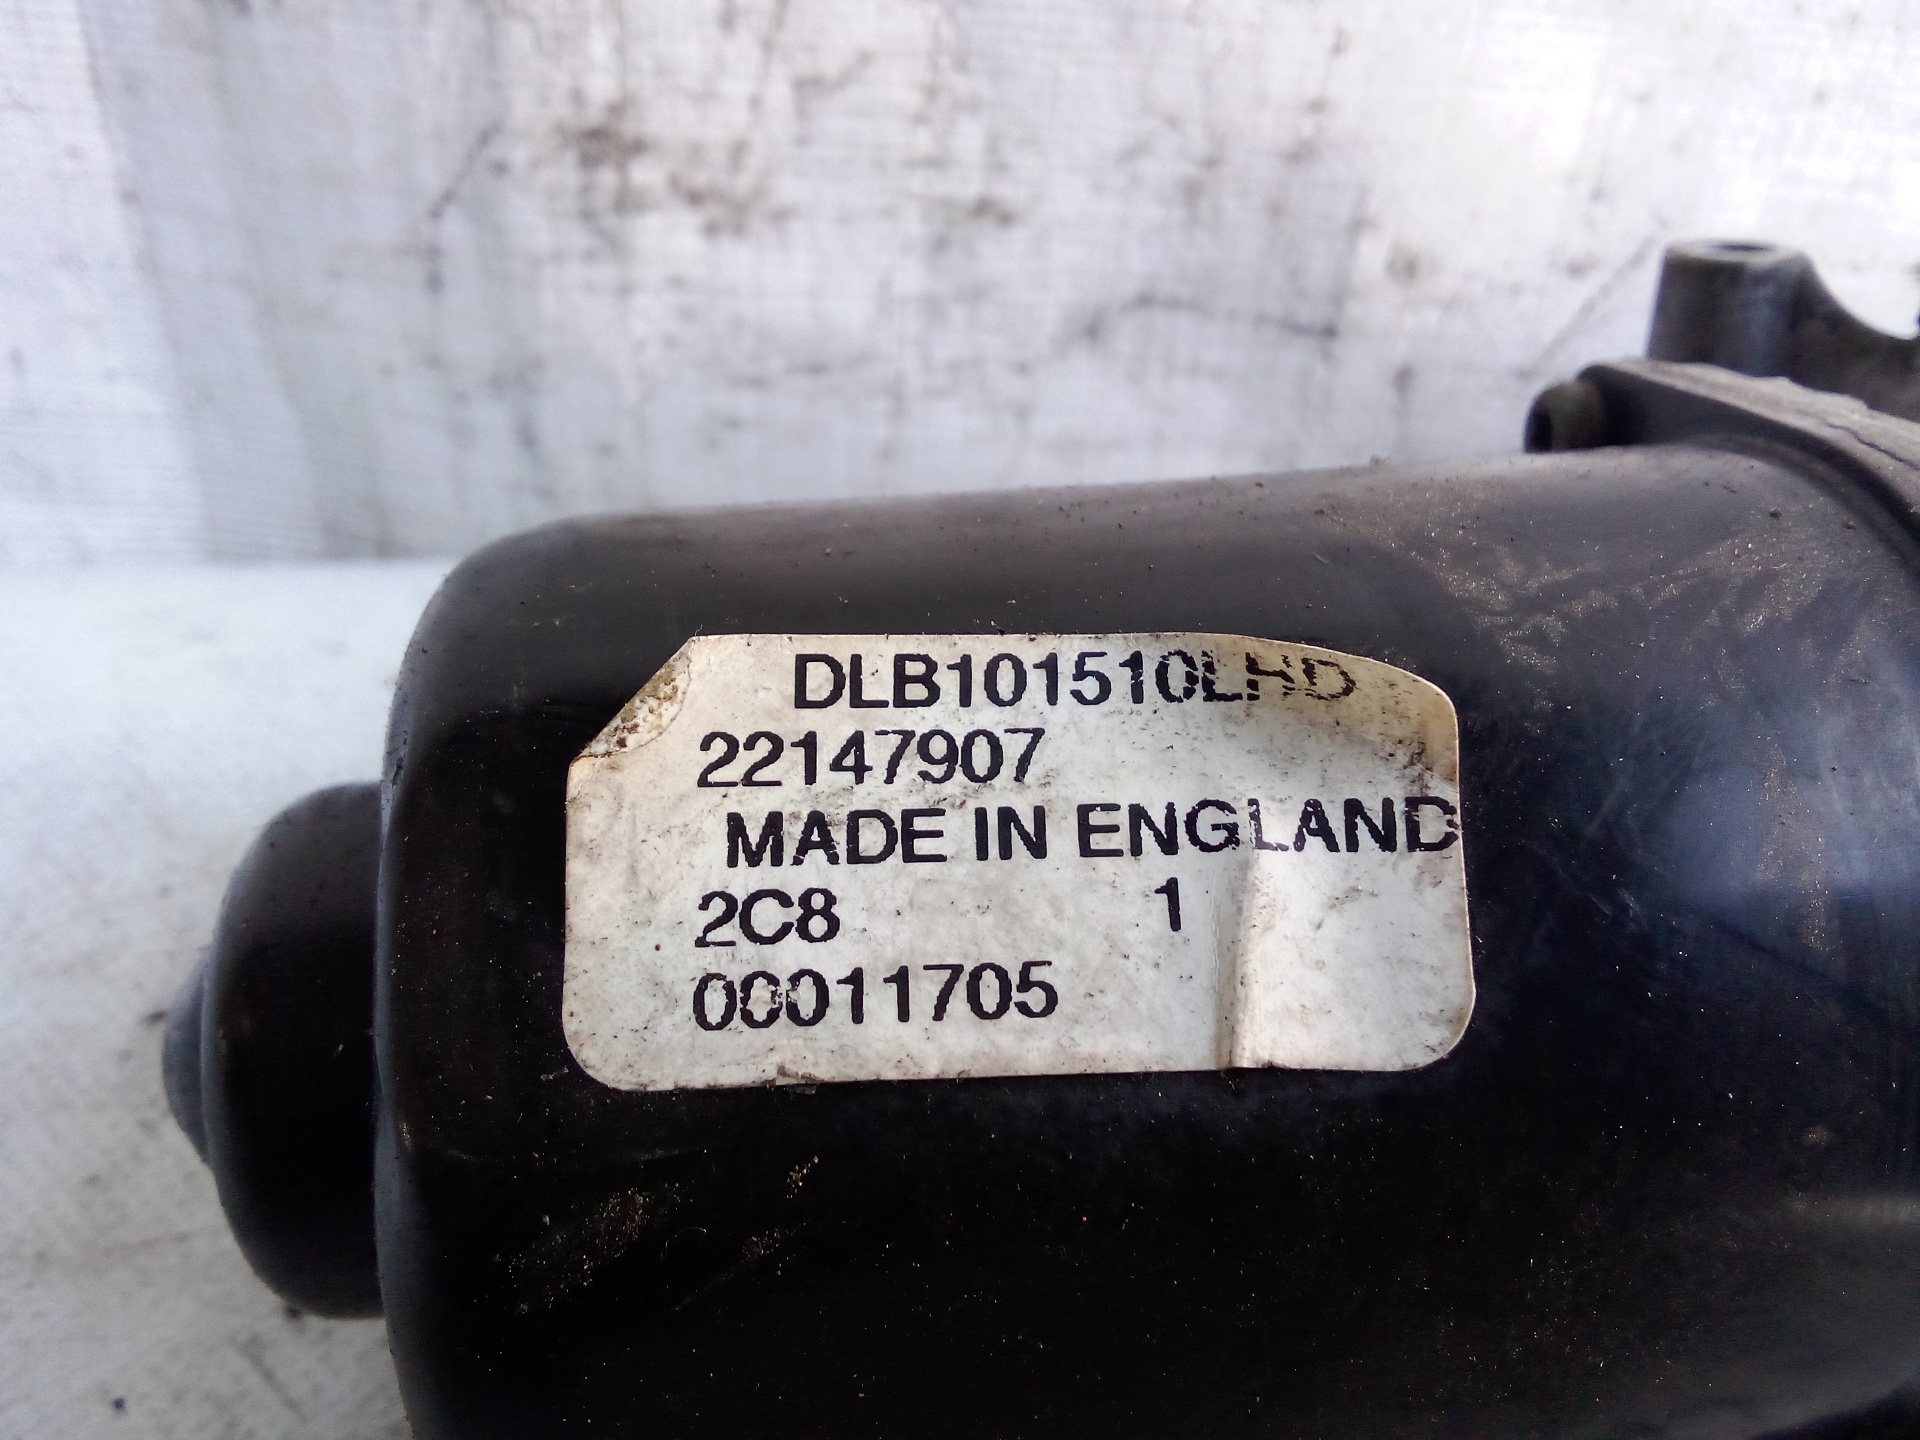 DLB101510LHD
22147907
MADE IN ENGLAND
2C8 1
00011705